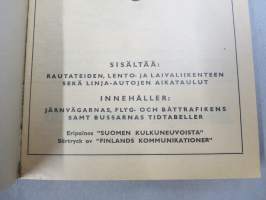 SISÄLTÄÄ:
RAUTATEIDEN, LENTO- JA LAIVALIIKENTEEN
SEKÄ LINJA-AUTOJEN AIKATAULUT
INNEHÅLLER:
JÄRNVÄGARNAS, FLYG- OCH BÅTTRAFIKENS
SAMT BUSSARNAS TIDTABELLER
Eripainos "SUOMEN KULKUNEUVOISTA"
Särtryck av "FINLANDS KOMMUNIKATIONER"